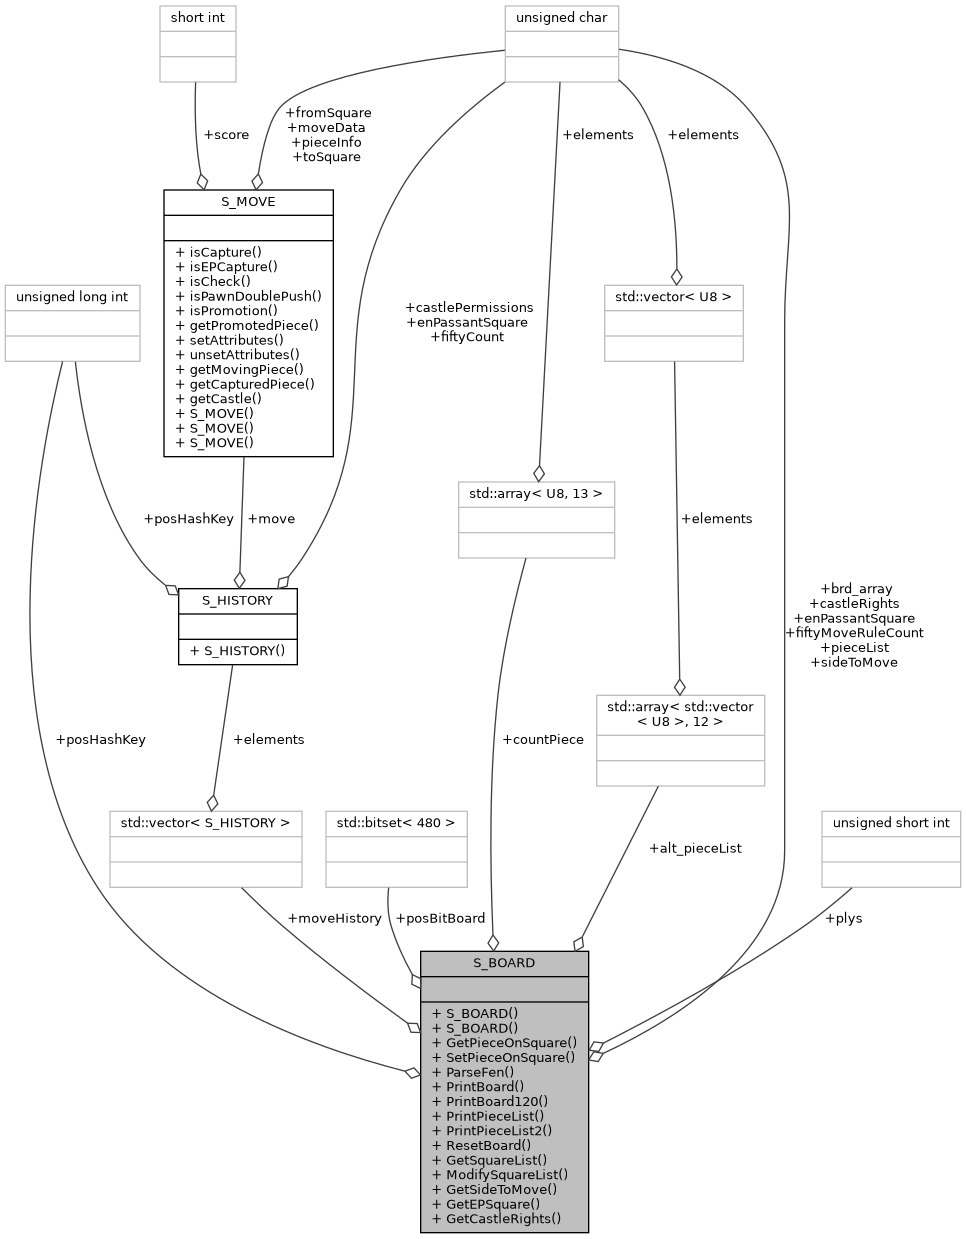 short int
unsigned char
+score
+fromSquare
+moveData
+pieceInfo
+toSquare
+elements
+elements
S_MOVE
+ isCapture()
+ isEPCapture()
+ isCheck()
+ isPawnDoublePush()
+ isPromotion()
+ getPromotedPiece()
+ setAttributes()
+ unsetAttributes()
+ getMovingPiece()
+ getCapturedPiece()
+ getCastle()
+ S_MOVE()
+ S_MOVE()
+ S_MOVE()
unsigned long int
std::vector< U8 >
+castlePermissions
+enPassantSquare
+fiftyCount
std::array< U8, 13 >
+posHashKey
+move
+elements
S_HISTORY
+ S_HISTORY()
+brd_array
+castleRights
+enPassantSquare
+fiftyMoveRuleCount
+pieceList
+sideToMove
std::array< std::vector
< U8 >, 12 >
+posHashKey
+elements
+countPiece
std::vector< S_HISTORY >
std::bitset< 480 >
unsigned short int
+alt_pieceList
+moveHistory
+posBitBoard
+plys
S_BOARD
+ S_BOARD()
+ S_BOARD()
+ GetPieceOnSquare()
+ SetPieceOnSquare()
+ ParseFen()
+ PrintBoard()
+ PrintBoard120()
+ PrintPieceList()
+ PrintPieceList2()
+ ResetBoard()
+ GetSquareList()
+ ModifySquareList()
+ GetSideToMove()
+ GetEPSquare()
+ GetCastleRights()